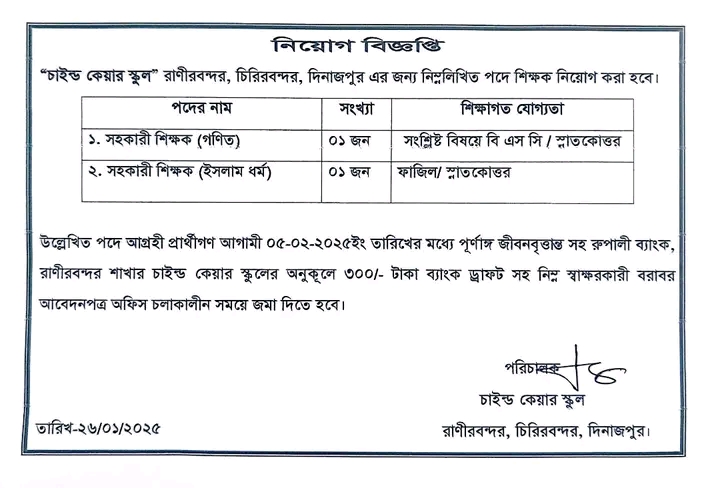 নিয়োগ বিজ্ঞপ্তি
“চাইল্ড কেয়ার স্কুল” রাণীরবন্দর, চিরিরবন্দর, দিনাজপুর এর জন্য নিম্নলিখিত পদে শিক্ষক নিয়োগ করা হবে।
পদের নাম সংখ্যা শিক্ষাগত যোগ্যতা
১. সহকারী শিক্ষক (গণিত) ০১ জন সংশ্লিষ্ট বিষয়ে বি এস সি / স্নাতকোত্তর
২. সহকারী শিক্ষক (ইসলাম ধর্ম) ০১ জন ফাজিল/ স্নাতকোত্তর
উল্লেখিত পদে আগ্রহী প্রার্থীগণ আগামী ০৫-০২-২০২৫ইং তারিখের মধ্যে পূর্ণাঙ্গ জীবনবৃত্তান্ত সহ রুপালী ব্যাংক,
রাণীরবন্দর শাখার চাইল্ড কেয়ার স্কুলের অনুকূলে ৩০০/- টাকা ব্যাংক ড্রাফট সহ নিম্ন স্বাক্ষরকারী বরাবর
আবেদনপত্র অফিস চলাকালীন সময়ে জমা দিতে হবে।
পরিচালক
চাইল্ড কেয়ার স্কুল
তারিখ-২৬/০১/২০২৫ রাণীরবন্দর, চিরিরবন্দর, দিনাজপুর।